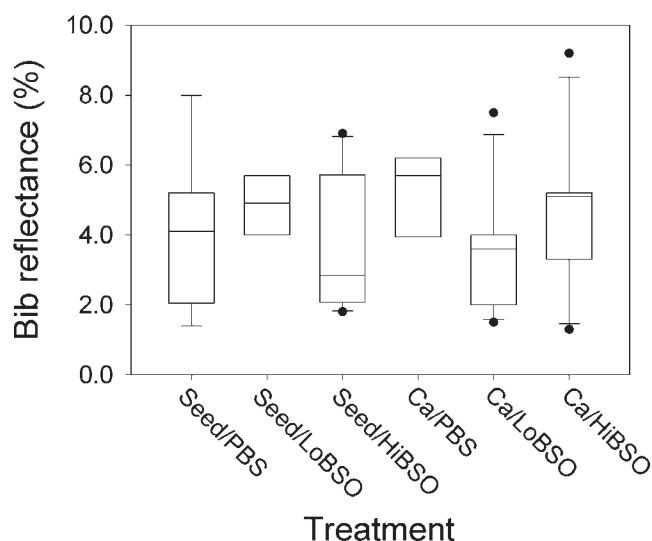 Bib reflectance (%)
10.0
8.0
6.0
4.0
2.0
0.0
Seed/PBS
Seed/LoBSO
Seed/HiBSO
Ca/PBS
Ca/LoBSO
Ca/HiBSO
Treatment